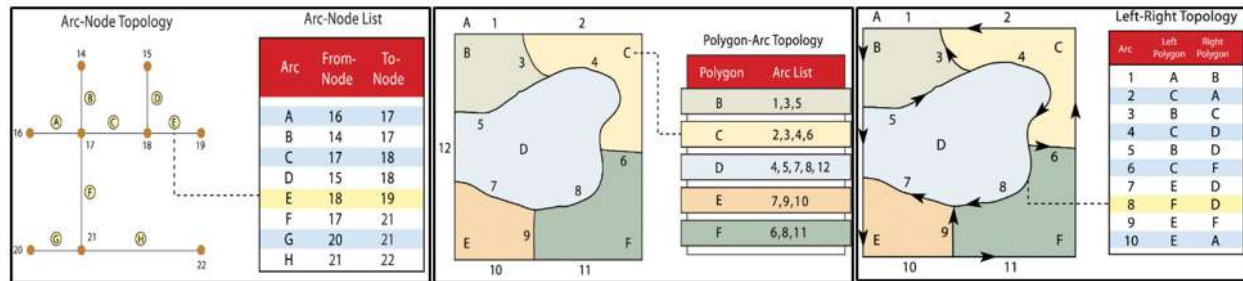 Arc-Node Topology
14
15
B
D
A
C
E
16
17
18
19
F
G
21
H
20
22
Arc-Node List
Arc From-Node To-Node
A 16 17
B 14 17
C 17 18
D 15 18
E 18 19
F 17 21
G 20 21
H 21 22
A 1 2
B
C
3
4
5
12
D
6
7
8
E
9
F
10 11
Polygon-Arc Topology
Polygon Arc List
B 1,3,5
C 2,3,4,6
D 4,5,7,8,12
E 7,9,10
F 6,8,11
A 1 2
B
C
3
4
5
D
6
7
8
E
9
F
10 11
Left-Right Topology
Arc Left Polygon Right Polygon
1 A B
2 C A
3 B C
4 C D
5 B D
6 C F
7 E D
8 F D
9 E F
10 E A